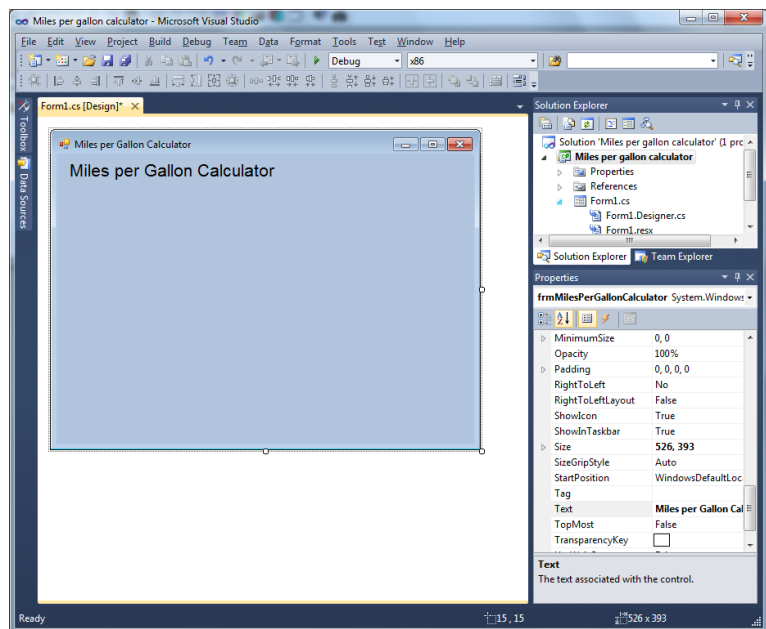 Miles per gallon calculator - Microsoft Visual Studio
File Edit View Project Build Debug Team Data Format Tools Test Window Help
Debug x86
Form1.cs [Design]* Solution Explorer
Toolbox
Data Sources
Miles per Gallon Calculator
Miles per Gallon Calculator
Solution 'Miles per gallon calculator' (1 prc
Miles per gallon calculator
Properties
References
Form1.cs
Form1.Designer.cs
Form1.resx
Solution Explorer Team Explorer
Properties
frmMilesPerGallonCalculator System.Windows
MinimumSize 0, 0
Opacity 100%
Padding 0, 0, 0, 0
RightToLeft No
RightToLeftLayout False
ShowIcon True
ShowInTaskbar True
Size 526, 393
SizeGripStyle Auto
StartPosition WindowsDefaultLoc
Tag
Text Miles per Gallon Cal
TopMost False
TransparencyKey
Text
The text associated with the control.
Ready 15 , 15 526 x 393